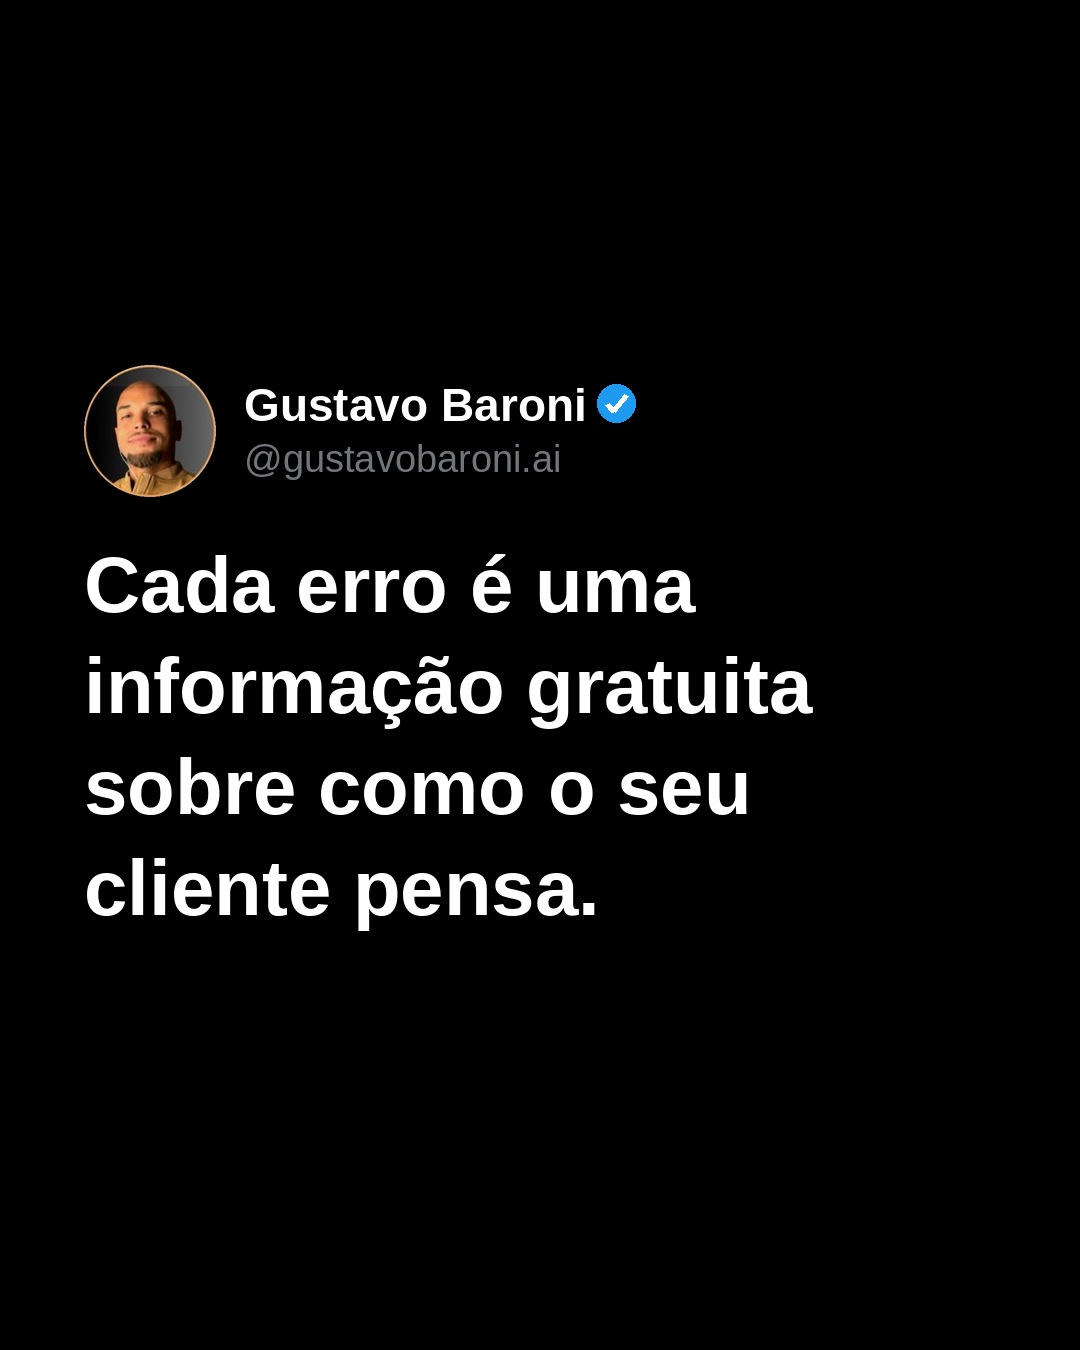 Gustavo Baroni
@gustavobaroni.ai
Cada erro é uma
informação gratuita
sobre como o seu
cliente pensa.